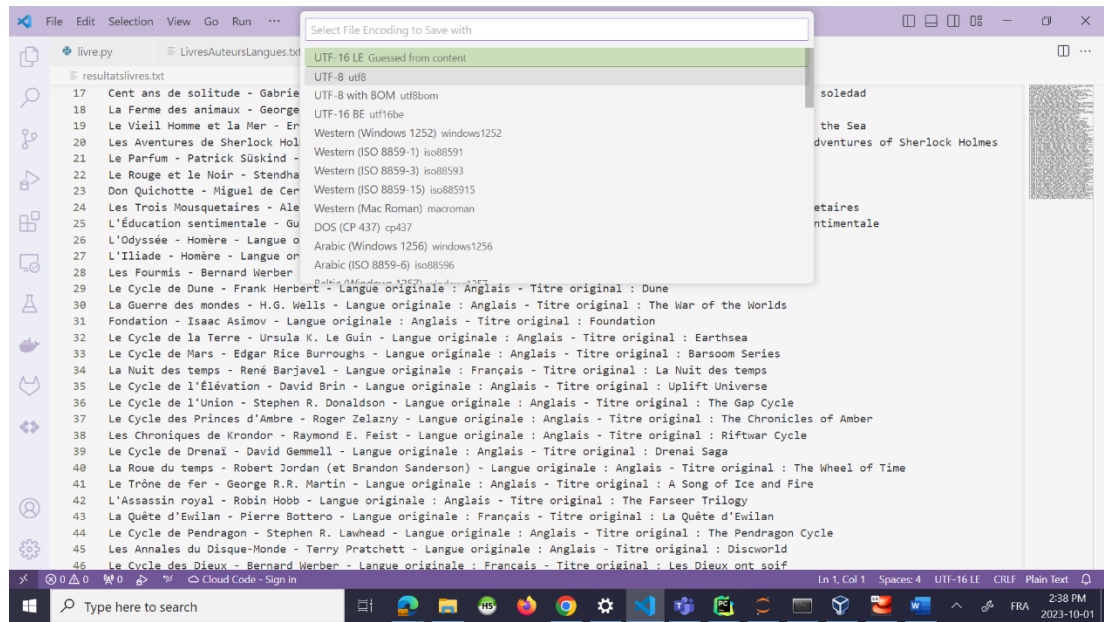 File Edit Selection View Go Run ···
Select File Encoding to Save with
livre.py
LivresAuteursLangues.txt
UTF-16 LE Guessed from content
resultatslivres.txt
UTF-8 utf8
17 Cent ans de solitude - Gabrie
UTF-8 with BOM utf8bom
soledad
18 La Ferme des animaux - George
UTF-16 BE utf16be
19 Le Vieil Homme et la Mer - Er
Western (Windows 1252) windows1252
the Sea
20 Les Aventures de Sherlock Hol
Western (ISO 8859-1) iso88591
dventures of Sherlock Holmes
21 Le Parfum - Patrick Süskind -
Western (ISO 8859-3) iso88593
22 Le Rouge et le Noir - Stendha
Western (ISO 8859-15) iso885915
23 Don Quichotte - Miguel de Cer
24 Les Trois Mousquetaires - Ale
Western (Mac Roman) macroman
etaires
25 L'Éducation sentimentale - Gu
DOS (CP 437) cp437
ntimentale
26 L'Odyssée - Homère - Langue o
Arabic (Windows 1256) windows1256
27 L'Iliade - Homère - Langue or
Arabic (ISO 8859-6) iso88596
28 Les Fourmis - Bernard Werber
29 Le Cycle de Dune - Frank Herbert - Langue originale : Anglais - Titre original : Dune
30 La Guerre des mondes - H.G. Wells - Langue originale : Anglais - Titre original : The War of the Worlds
31 Fondation - Isaac Asimov - Langue originale : Anglais - Titre original : Foundation
32 Le Cycle de la Terre - Ursula K. Le Guin - Langue originale : Anglais - Titre original : Earthsea
33 Le Cycle de Mars - Edgar Rice Burroughs - Langue originale : Anglais - Titre original : Barsoom Series
34 La Nuit des temps - René Barjavel - Langue originale : Français - Titre original : La Nuit des temps
35 Le Cycle de l'Élévation - David Brin - Langue originale : Anglais - Titre original : Uplift Universe
36 Le Cycle de l'Union - Stephen R. Donaldson - Langue originale : Anglais - Titre original : The Gap Cycle
37 Le Cycle des Princes d'Ambre - Roger Zelazny - Langue originale : Anglais - Titre original : The Chronicles of Amber
38 Les Chroniques de Krondor - Raymond E. Feist - Langue originale : Anglais - Titre original : Riftwar Cycle
39 Le Cycle de Drenaï - David Gemmell - Langue originale : Anglais - Titre original : Drenai Saga
40 La Roue du temps - Robert Jordan (et Brandon Sanderson) - Langue originale : Anglais - Titre original : The Wheel of Time
41 Le Trône de fer - George R.R. Martin - Langue originale : Anglais - Titre original : A Song of Ice and Fire
42 L'Assassin royal - Robin Hobb - Langue originale : Anglais - Titre original : The Farseer Trilogy
43 La Quête d'Ewilan - Pierre Bottero - Langue originale : Français - Titre original : La Quête d'Ewilan
44 Le Cycle de Pendragon - Stephen R. Lawhead - Langue originale : Anglais - Titre original : The Pendragon Cycle
45 Les Annales du Disque-Monde - Terry Pratchett - Langue originale : Anglais - Titre original : Discworld
46 Le Cycle des Dieux - Bernard Werber - Langue originale : Français - Titre original : Les Dieux ont soif
0 0 0 Cloud Code - Sign in Ln 1, Col 1 Spaces: 4 UTF-16 LE CRLF Plain Text
Type here to search
FRA
2:38 PM
2023-10-01